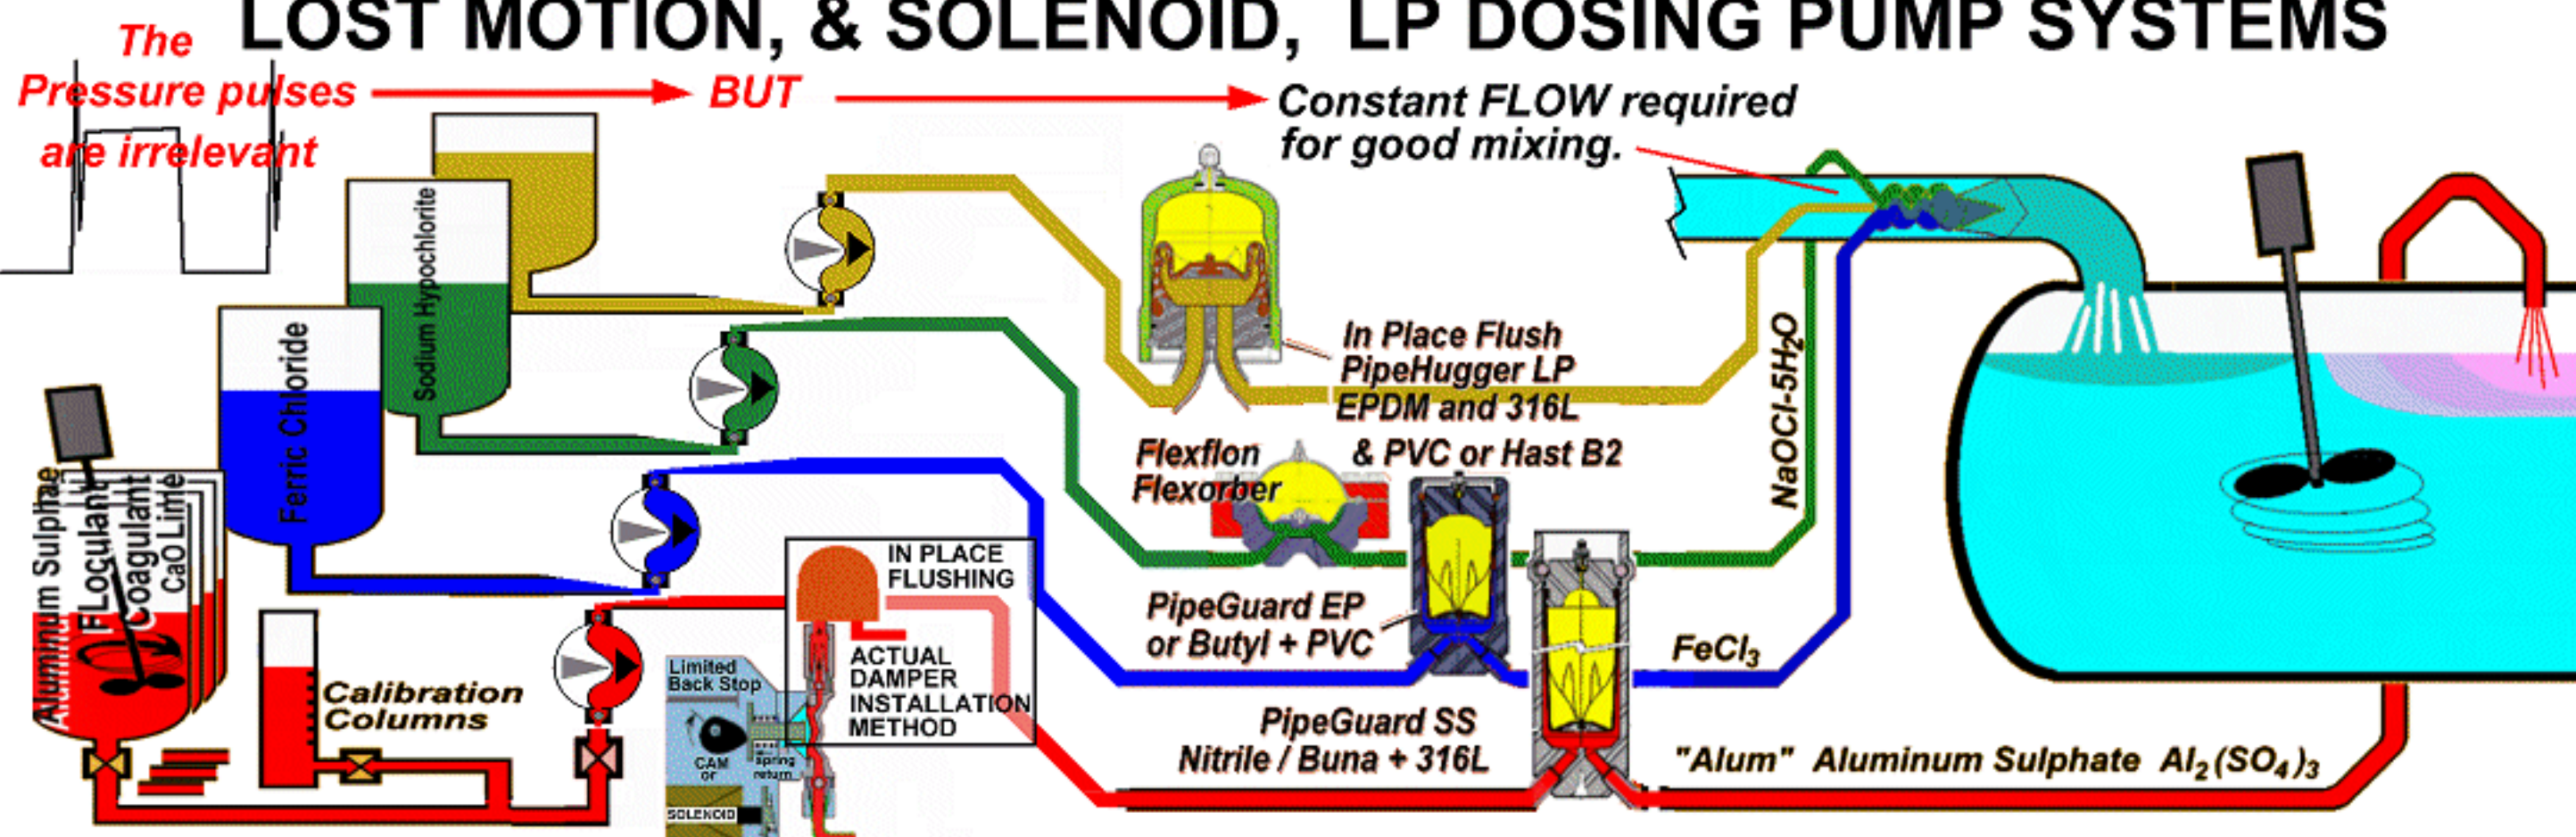 LOST MOTION, & SOLENOID, LP DOSING PUMP SYSTEMS
The
Pressure pulses
are irrelevant
BUT
Constant FLOW required
for good mixing.
Sodium Hypochlorite
Ferric Chloride
Aluminum Sulphae
Aluminum
FLoculant
Coagulant
CaO Lime
Calibration
Columns
Limited
Back Stop
CAM
or
spring
return
SOLENOID
IN PLACE
FLUSHING
ACTUAL
DAMPER
INSTALLATION
METHOD
In Place Flush
PipeHugger LP
EPDM and 316L
& PVC or Hast B2
Flexflon
Flexorber
PipeGuard EP
or Butyl + PVC
PipeGuard SS
Nitrile / Buna + 316L
NaOCl-5H₂O
FeCl₃
"Alum" Aluminum Sulphate Al₂(SO₄)₃